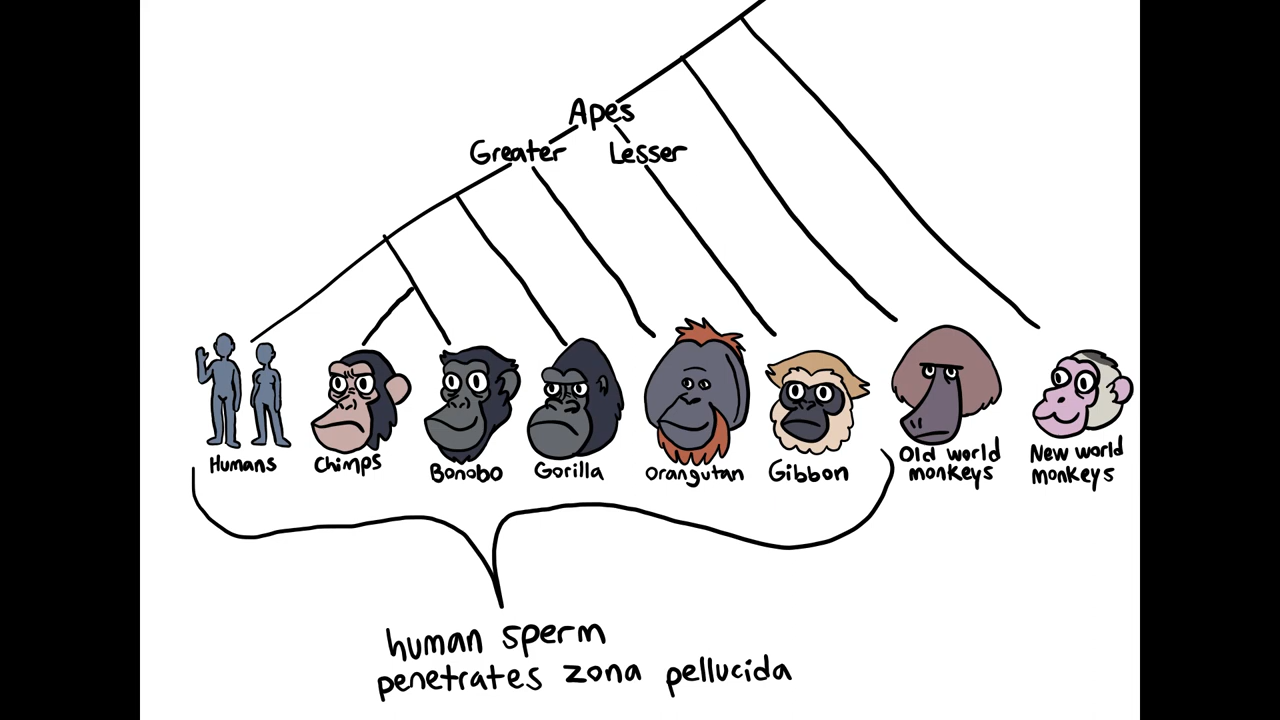 Apes
Greater
Lesser
Humans
Chimps
Bonobo
Gorilla
orangutan
Gibbon
Old world
monkeys
New world
monkeys
human sperm
penetrates zona pellucida